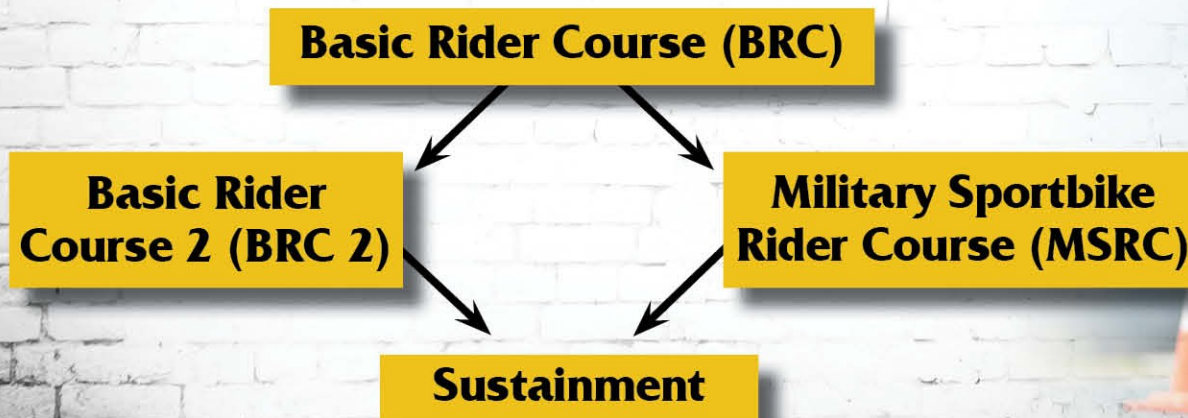 Basic Rider Course (BRC)
Basic Rider
Course 2 (BRC 2)
Military Sportbike
Rider Course (MSRC)
Sustainment